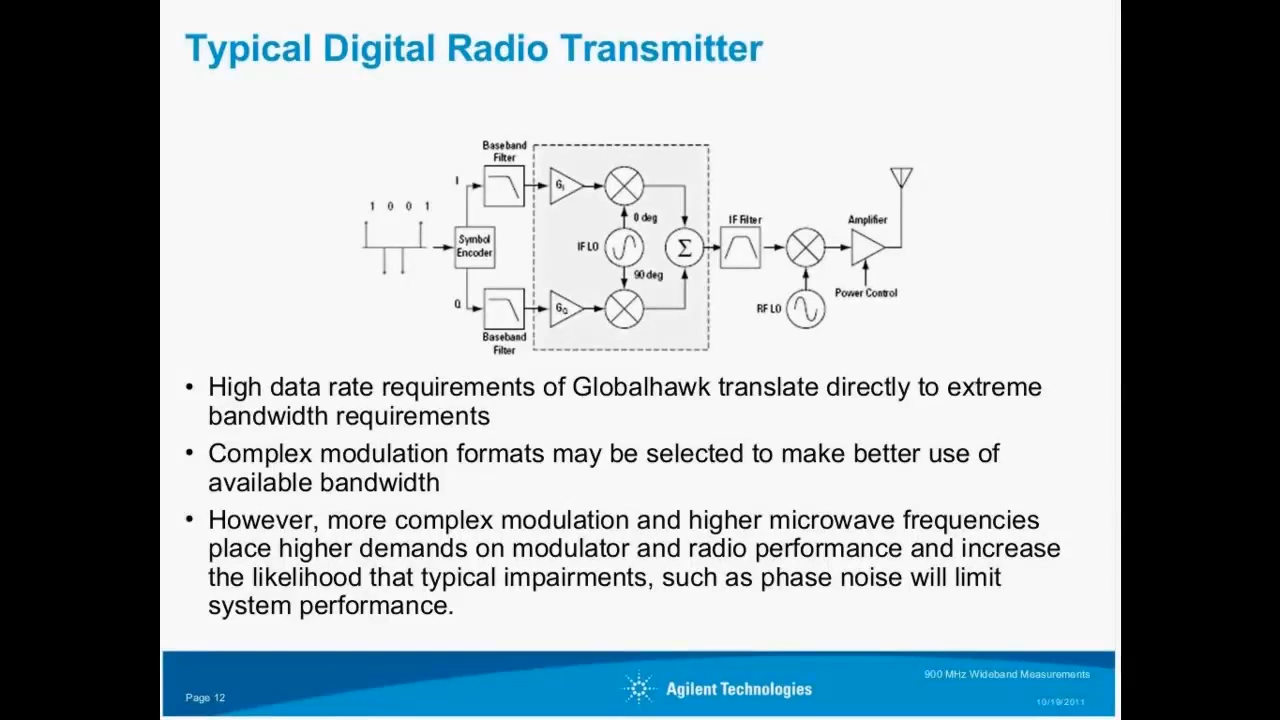 Typical Digital Radio Transmitter
Baseband
Filter
I
G_I
1 0 0 1
0 deg
IF Filter
Amplifier
Symbol
Encoder
IF LO
Σ
90 deg
Power Control
Q
G_Q
RF LO
Baseband
Filter
• High data rate requirements of Globalhawk translate directly to extreme
bandwidth requirements
• Complex modulation formats may be selected to make better use of
available bandwidth
• However, more complex modulation and higher microwave frequencies
place higher demands on modulator and radio performance and increase
the likelihood that typical impairments, such as phase noise will limit
system performance.
900 MHz Wideband Measurements
Agilent Technologies
Page 12
10/19/2011